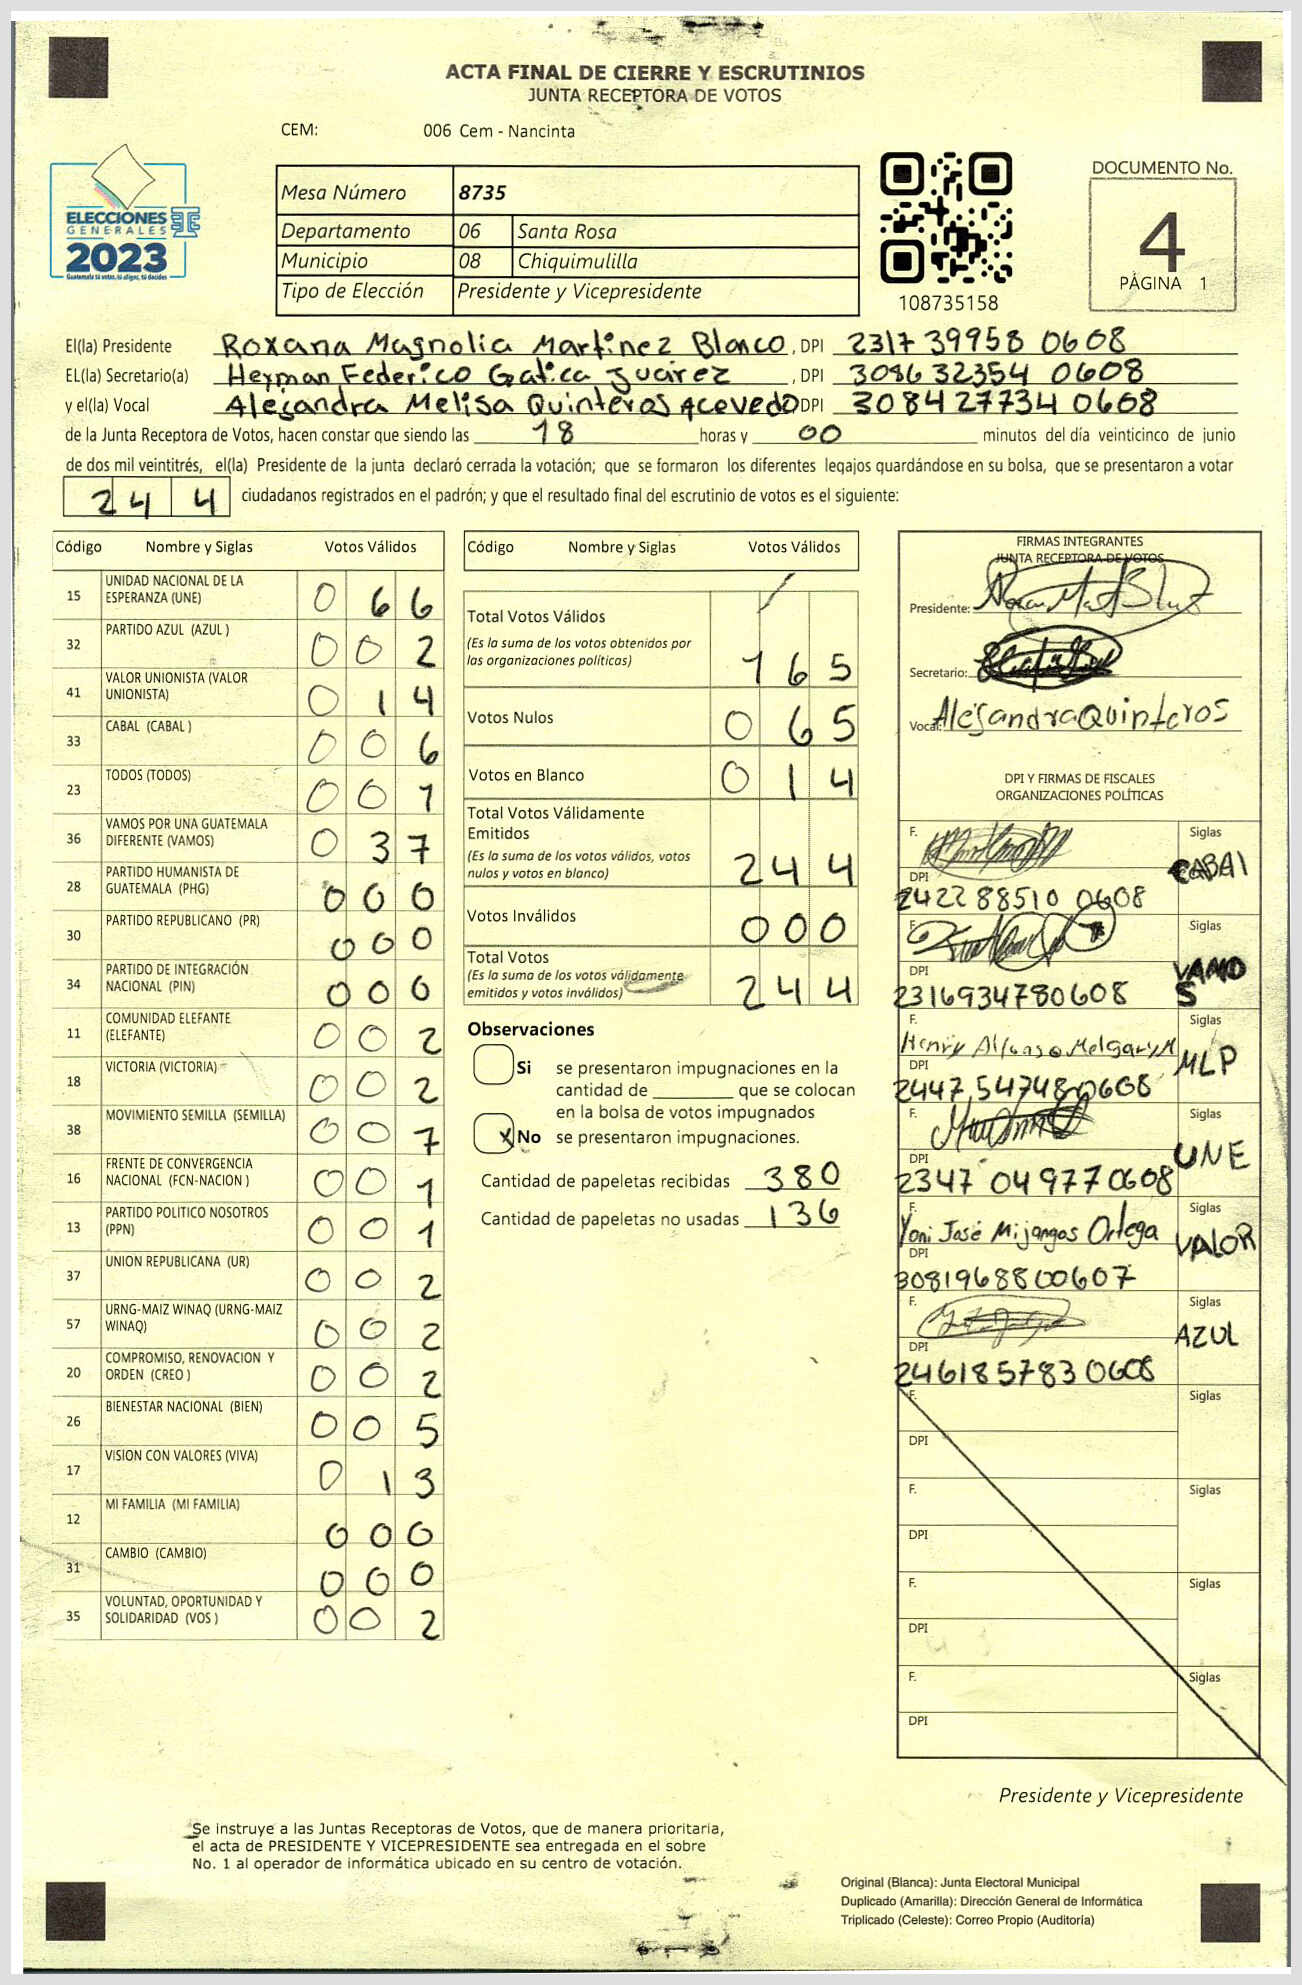 ACTA FINAL DE CIERRE Y ESCRUTINIOS
JUNTA RECEPTORA DE VOTOS
CEM: 006 Cem - Nancinta
ELECCIONES
GENERALES
2023
Guatemala tú votas, tú eliges, tú decides
Mesa Número 8735
Departamento 06 Santa Rosa
Municipio 08 Chiquimulilla
Tipo de Elección Presidente y Vicepresidente
108735158
DOCUMENTO No.
4
PÁGINA 1
El(la) Presidente Roxana Magnolia Martinez Blanco, DPI 2317 39958 0608
EL(la) Secretario(a) Heyman Federico Gatica Juárez, DPI 3086 32354 0608
y el(la) Vocal Alejandra Melisa Quinteros Acevedo DPI 3084 27734 0608
de la Junta Receptora de Votos, hacen constar que siendo las 18 horas y 00 minutos del día veinticinco de junio
de dos mil veintitrés, el(la) Presidente de la junta declaró cerrada la votación; que se formaron los diferentes legajos quardándose en su bolsa, que se presentaron a votar
244 ciudadanos registrados en el padrón; y que el resultado final del escrutinio de votos es el siguiente:
Código Nombre y Siglas Votos Válidos
15 UNIDAD NACIONAL DE LA ESPERANZA (UNE) 0 6 6
32 PARTIDO AZUL (AZUL ) 0 0 2
41 VALOR UNIONISTA (VALOR UNIONISTA) 0 1 4
33 CABAL (CABAL ) 0 0 6
23 TODOS (TODOS) 0 0 1
36 VAMOS POR UNA GUATEMALA DIFERENTE (VAMOS) 0 3 7
28 PARTIDO HUMANISTA DE GUATEMALA (PHG) 0 0 0
30 PARTIDO REPUBLICANO (PR) 0 0 0
34 PARTIDO DE INTEGRACIÓN NACIONAL (PIN) 0 0 0
11 COMUNIDAD ELEFANTE (ELEFANTE) 0 0 2
18 VICTORIA (VICTORIA) 0 0 2
38 MOVIMIENTO SEMILLA (SEMILLA) 0 0 7
16 FRENTE DE CONVERGENCIA NACIONAL (FCN-NACION ) 0 0 1
13 PARTIDO POLITICO NOSOTROS (PPN) 0 0 1
37 UNION REPUBLICANA (UR) 0 0 2
57 URNG-MAIZ WINAQ (URNG-MAIZ WINAQ) 0 0 2
20 COMPROMISO, RENOVACION Y ORDEN (CREO ) 0 0 2
26 BIENESTAR NACIONAL (BIEN) 0 0 5
17 VISION CON VALORES (VIVA) 0 1 3
12 MI FAMILIA (MI FAMILIA) 0 0 0
31 CAMBIO (CAMBIO) 0 0 0
35 VOLUNTAD, OPORTUNIDAD Y SOLIDARIDAD (VOS ) 0 0 2
Código Nombre y Siglas Votos Válidos
Total Votos Válidos
(Es la suma de los votos obtenidos por
las organizaciones políticas) 1 6 5
Votos Nulos 0 6 5
Votos en Blanco 0 1 4
Total Votos Válidamente
Emitidos
(Es la suma de los votos válidos, votos
nulos y votos en blanco) 2 4 4
Votos Inválidos 0 0 0
Total Votos
(Es la suma de los votos válidamente
emitidos y votos inválidos) 2 4 4
Observaciones
Si se presentaron impugnaciones en la
cantidad de ________ que se colocan
en la bolsa de votos impugnados
X No se presentaron impugnaciones.
Cantidad de papeletas recibidas 380
Cantidad de papeletas no usadas 136
FIRMAS INTEGRANTES
JUNTA RECEPTORA DE VOTOS
Presidente:
Secretario:
Vocal: Alejandra Quinteros
DPI Y FIRMAS DE FISCALES
ORGANIZACIONES POLÍTICAS
F. Siglas
CABAl
DPI
2422 88510 0608
F. Siglas
VAMOS
DPI
2316934780608
F. Siglas
Henry Alfonso Melgar y M
MLP
DPI
2447 547480608
F. Siglas
UNE
DPI
2347 04977 0608
F. Siglas
Yoni José Mijangos Ortega
VALOR
DPI
3081968800607
F. Siglas
AZUL
DPI
2461857830608
F. Siglas
DPI
F. Siglas
DPI
F. Siglas
DPI
F. Siglas
DPI
Presidente y Vicepresidente
Se instruye a las Juntas Receptoras de Votos, que de manera prioritaria,
el acta de PRESIDENTE Y VICEPRESIDENTE sea entregada en el sobre
No. 1 al operador de informática ubicado en su centro de votación.
Original (Blanca): Junta Electoral Municipal
Duplicado (Amarilla): Dirección General de Informática
Triplicado (Celeste): Correo Propio (Auditoría)